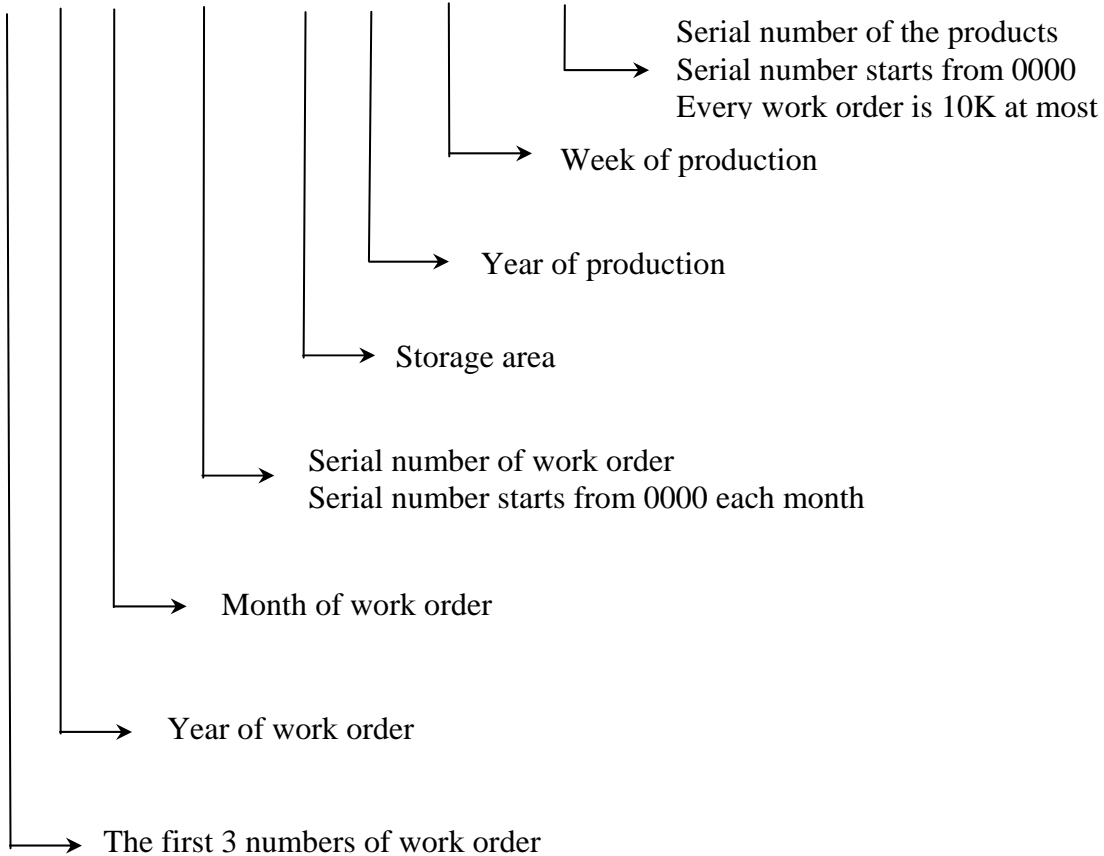 Serial number of the products
Serial number starts from 0000
Every work order is 10K at most
Week of production
Year of production
Storage area
Serial number of work order
Serial number starts from 0000 each month
Month of work order
Year of work order
The first 3 numbers of work order